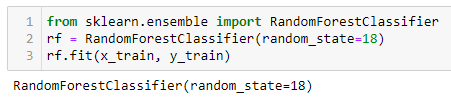 1 from sklearn.ensemble import RandomForestClassifier
2 rf = RandomForestClassifier(random_state=18)
3 rf.fit(x_train, y_train)
RandomForestClassifier(random_state=18)